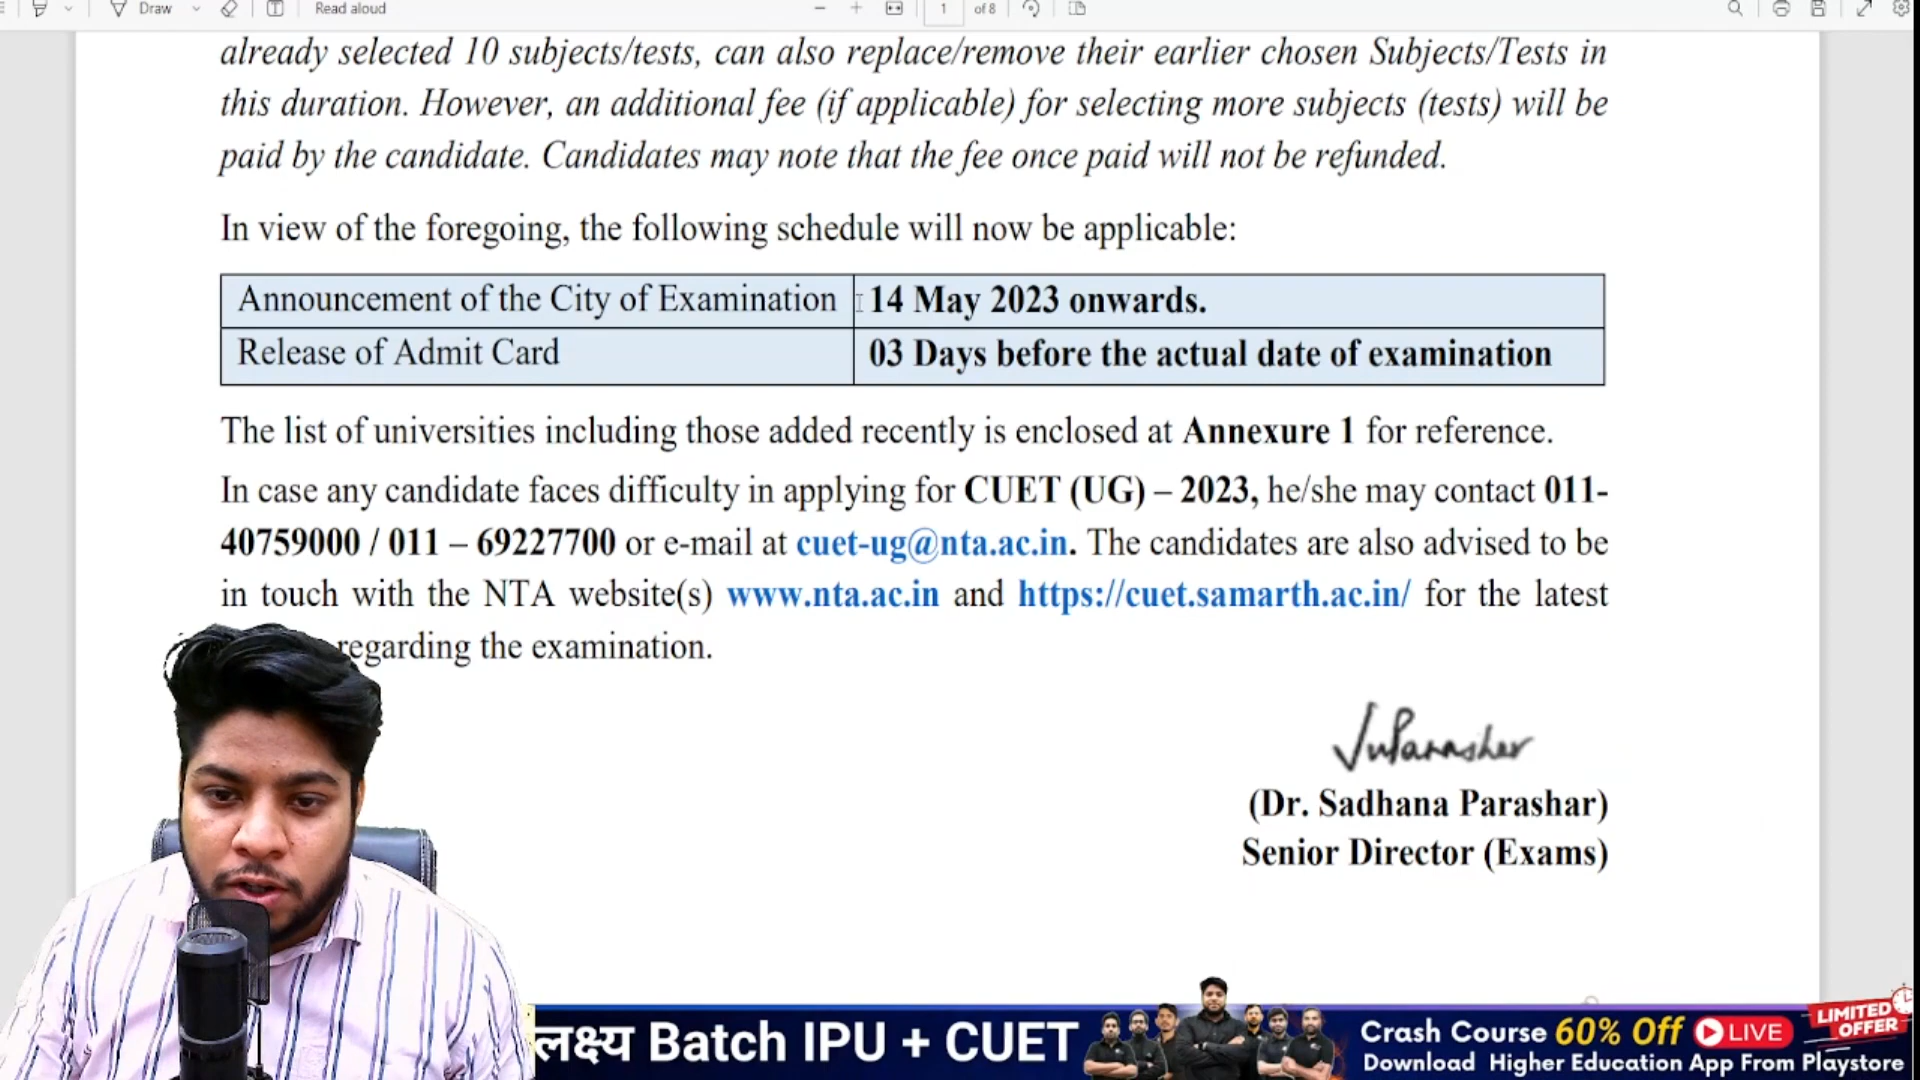 Draw
Read aloud
1 of 8
already selected 10 subjects/tests, can also replace/remove their earlier chosen Subjects/Tests in
this duration. However, an additional fee (if applicable) for selecting more subjects (tests) will be
paid by the candidate. Candidates may note that the fee once paid will not be refunded.
In view of the foregoing, the following schedule will now be applicable:
Announcement of the City of Examination 14 May 2023 onwards.
Release of Admit Card 03 Days before the actual date of examination
The list of universities including those added recently is enclosed at Annexure 1 for reference.
In case any candidate faces difficulty in applying for CUET (UG) – 2023, he/she may contact 011-
40759000 / 011 – 69227700 or e-mail at cuet-ug@nta.ac.in. The candidates are also advised to be
in touch with the NTA website(s) www.nta.ac.in and https://cuet.samarth.ac.in/ for the latest
regarding the examination.
(Dr. Sadhana Parashar)
Senior Director (Exams)
लक्ष्य Batch IPU + CUET
Crash Course 60% Off LIVE
LIMITED OFFER
Download Higher Education App From Playstore